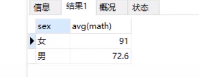 信息 结果1 概况 状态
sex avg(math)
女 91
男 72.6